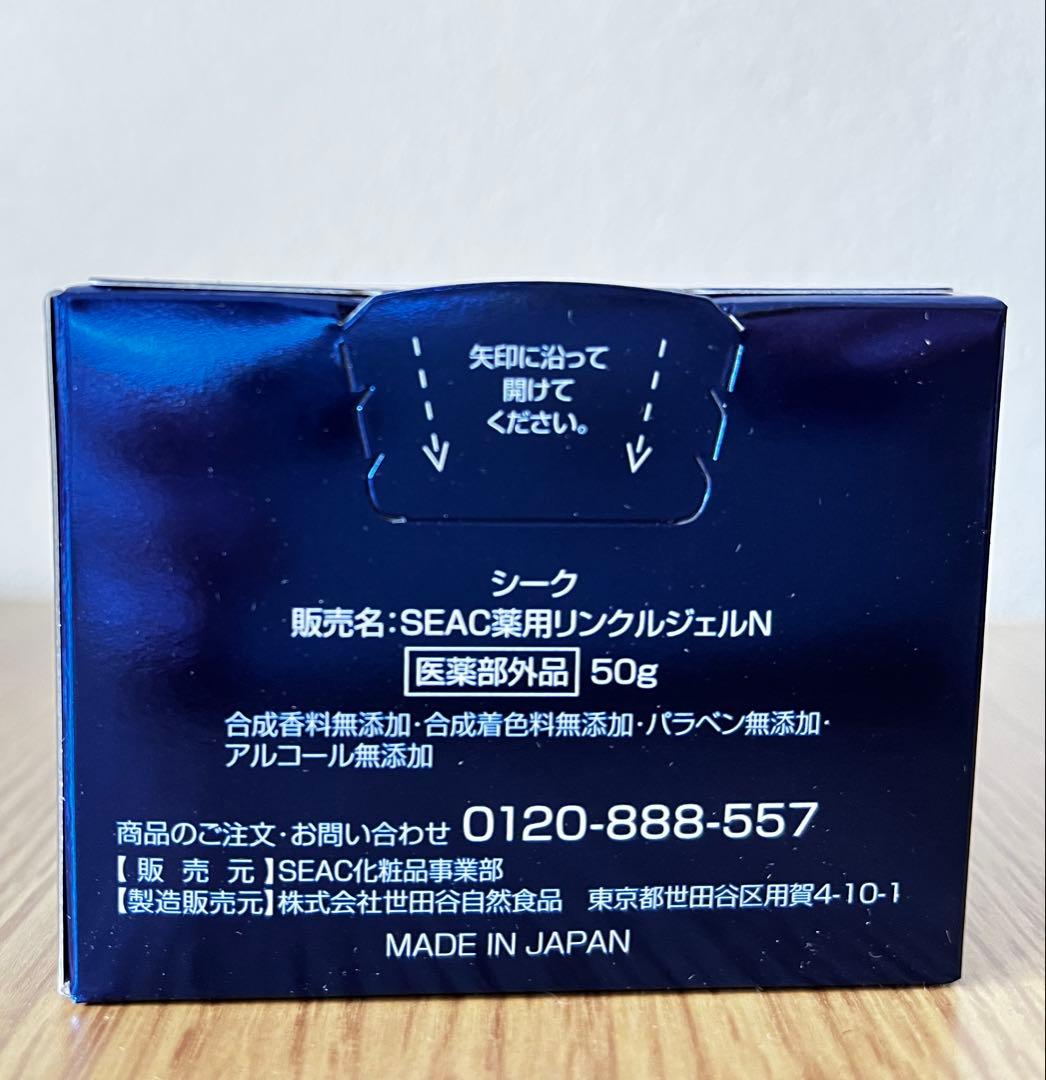 矢印に沿って
開けて
ください。
シーク
販売名:SEAC薬用リンクルジェルN
医薬部外品 50g
合成香料無添加・合成着色料無添加・パラベン無添加・
アルコール無添加
商品のご注文・お問い合わせ 0120-888-557
【販売元】SEAC化粧品事業部
【製造販売元】株式会社世田谷自然食品 東京都世田谷区用賀4-10-1
MADE IN JAPAN